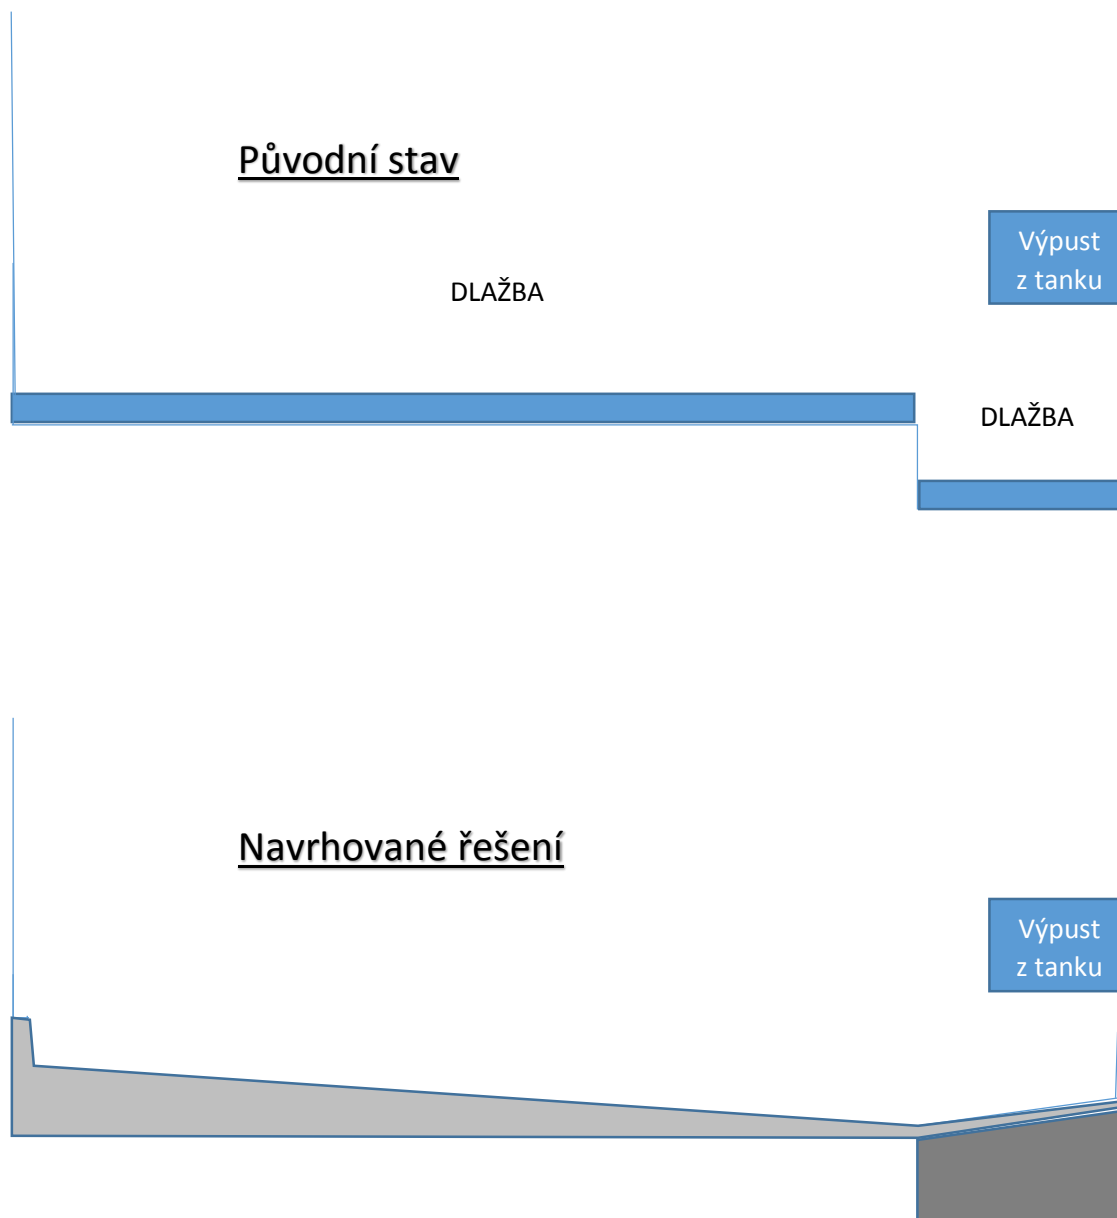 Původní stav
Výpust
z tanku
DLAŽBA
DLAŽBA
Navrhované řešení
Výpust
z tanku